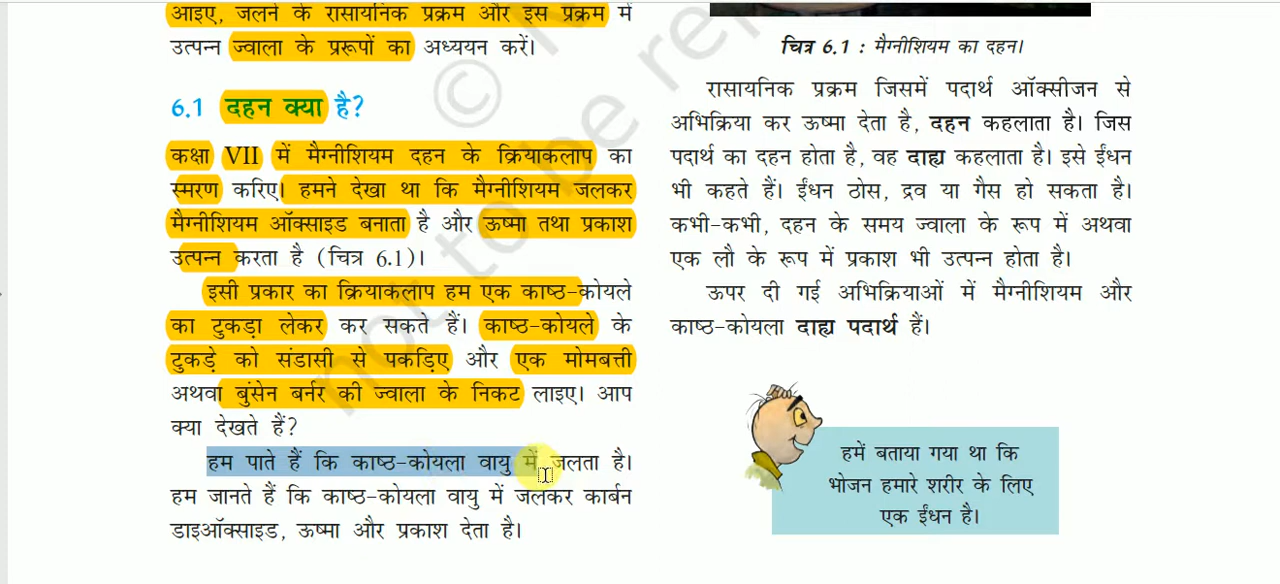 आइए, जलने के रासायनिक प्रक्रम और इस प्रक्रम में
उत्पन्न ज्वाला के प्ररूपों का अध्ययन करें।
6.1 दहन क्या है?
कक्षा VII में मैग्नीशियम दहन के क्रियाकलाप का
स्मरण करिए। हमने देखा था कि मैग्नीशियम जलकर
मैग्नीशियम ऑक्साइड बनाता है और ऊष्मा तथा प्रकाश
उत्पन्न करता है (चित्र 6.1)।
इसी प्रकार का क्रियाकलाप हम एक काष्ठ-कोयले
का टुकड़ा लेकर कर सकते हैं। काष्ठ-कोयले के
टुकड़े को संडासी से पकड़िए और एक मोमबत्ती
अथवा बुंसेन बर्नर की ज्वाला के निकट लाइए। आप
क्या देखते हैं?
हम पाते हैं कि काष्ठ-कोयला वायु में जलता है।
हम जानते हैं कि काष्ठ-कोयला वायु में जलकर कार्बन
डाइऑक्साइड, ऊष्मा और प्रकाश देता है।
चित्र 6.1 : मैग्नीशियम का दहन।
रासायनिक प्रक्रम जिसमें पदार्थ ऑक्सीजन से
अभिक्रिया कर ऊष्मा देता है, दहन कहलाता है। जिस
पदार्थ का दहन होता है, वह दाह्य कहलाता है। इसे ईंधन
भी कहते हैं। ईंधन ठोस, द्रव या गैस हो सकता है।
कभी-कभी, दहन के समय ज्वाला के रूप में अथवा
एक लौ के रूप में प्रकाश भी उत्पन्न होता है।
ऊपर दी गई अभिक्रियाओं में मैग्नीशियम और
काष्ठ-कोयला दाह्य पदार्थ हैं।
हमें बताया गया था कि
भोजन हमारे शरीर के लिए
एक ईंधन है।
© 
not to be re